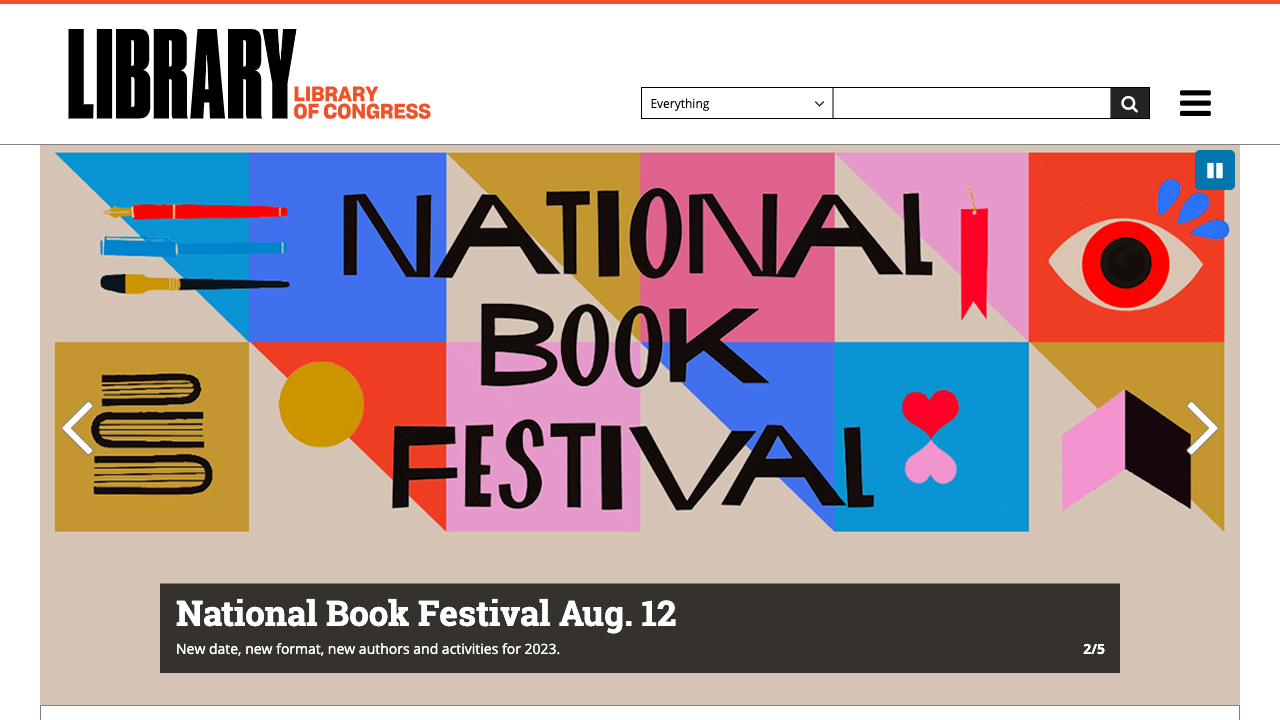 LIBRARY
LIBRARY
OF CONGRESS
Everything
NATIONAL
BOOK
FESTIVAL
National Book Festival Aug. 12
New date, new format, new authors and activities for 2023.
2/5